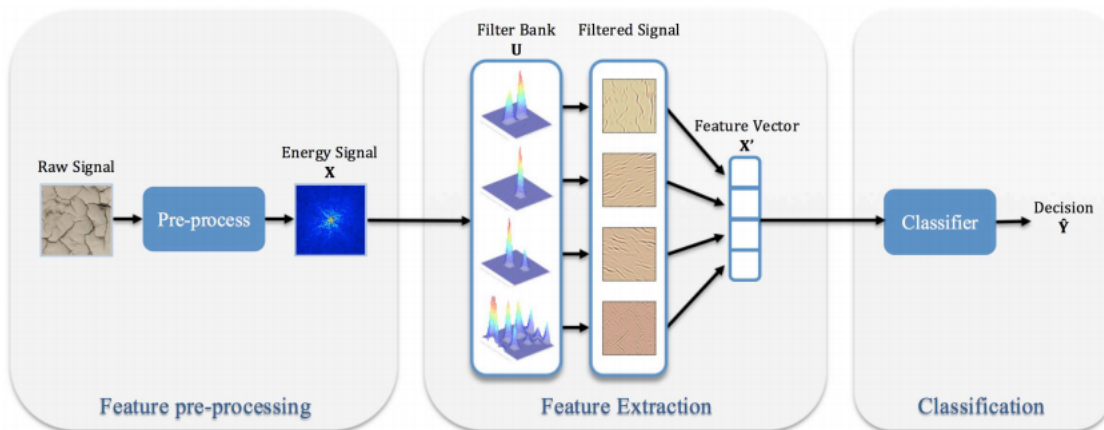 Raw Signal
Pre-process
Energy Signal
X
Feature pre-processing
Filter Bank
U
Filtered Signal
Feature Vector
X'
Feature Extraction
Classifier
Decision
Ŷ
Classification